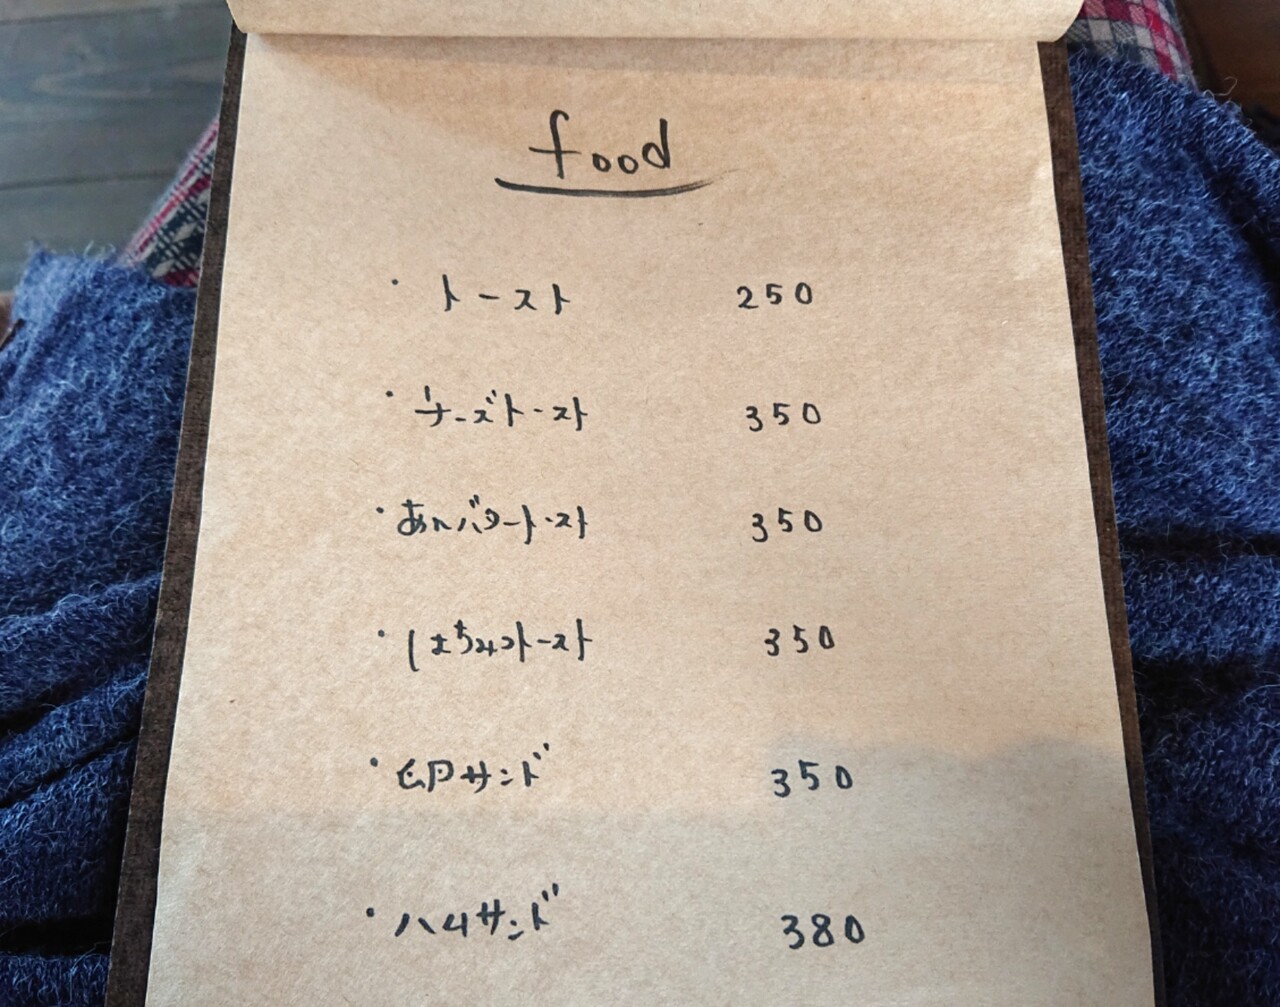 food
・トースト 250
・チーズトースト 350
・あんバタートースト 350
・はちみつトースト 350
・卵サンド 350
・ハムサンド 380